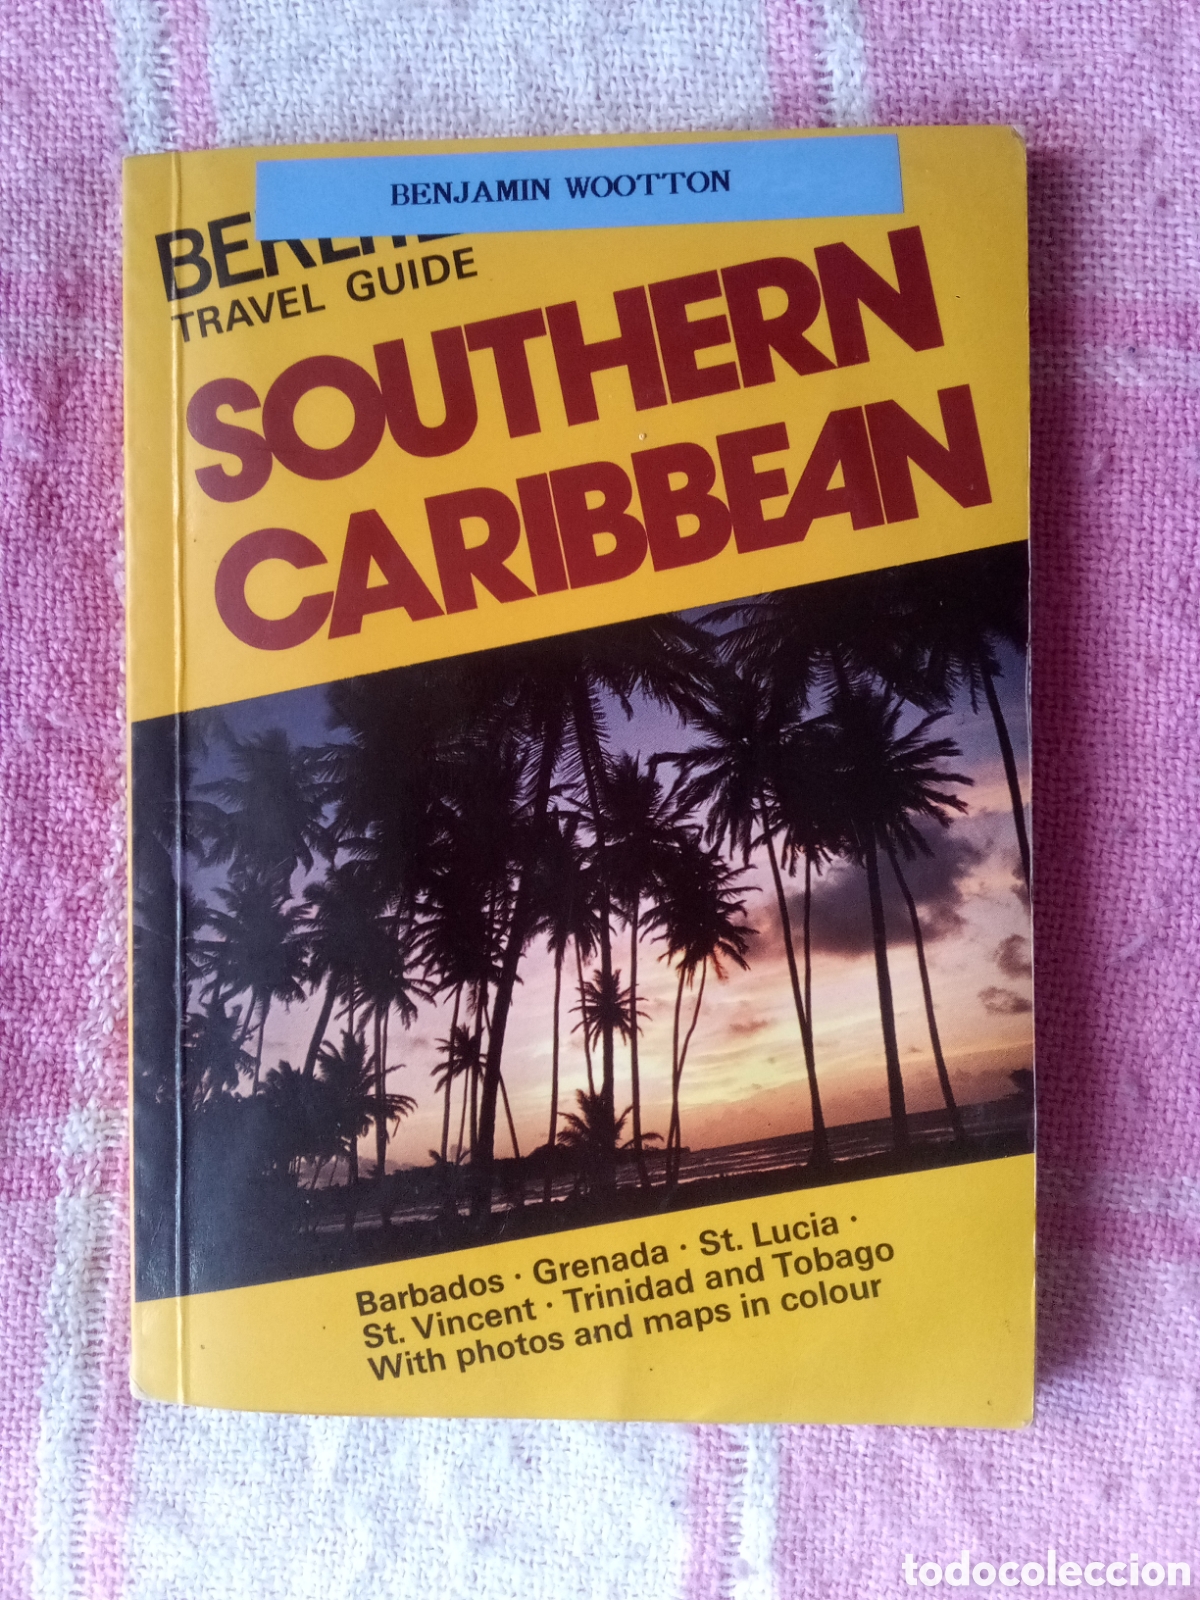 BENJAMIN WOOTTON
TRAVEL GUIDE
SOUTHERN
CARIBBEAN
Barbados · Grenada · St. Lucia ·
St. Vincent · Trinidad and Tobago
With photos and maps in colour
todocoleccion